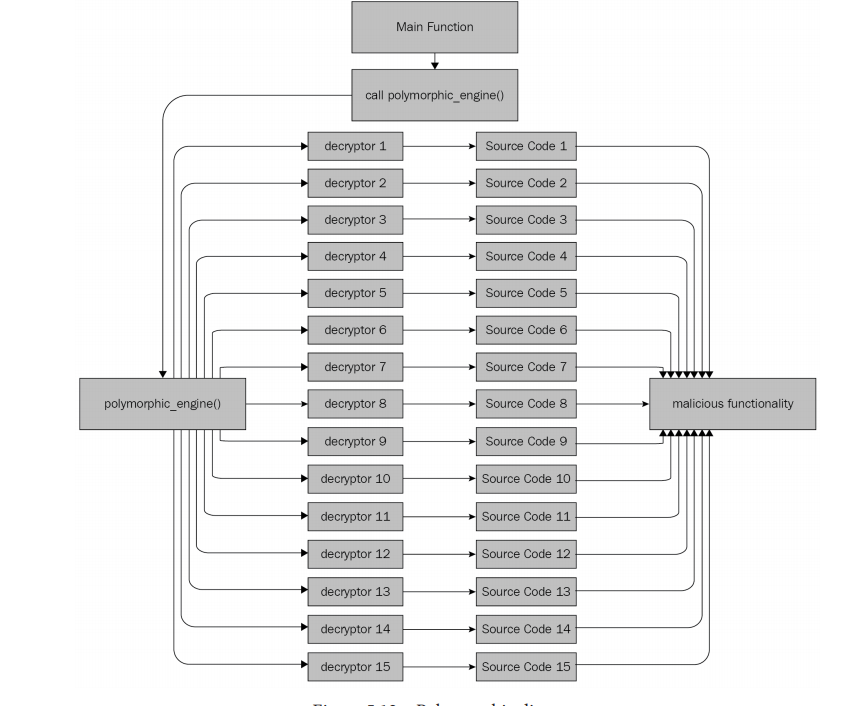 Main Function
call polymorphic_engine()
decryptor 1 Source Code 1
decryptor 2 Source Code 2
decryptor 3 Source Code 3
decryptor 4 Source Code 4
decryptor 5 Source Code 5
decryptor 6 Source Code 6
decryptor 7 Source Code 7
polymorphic_engine() decryptor 8 Source Code 8 malicious functionality
decryptor 9 Source Code 9
decryptor 10 Source Code 10
decryptor 11 Source Code 11
decryptor 12 Source Code 12
decryptor 13 Source Code 13
decryptor 14 Source Code 14
decryptor 15 Source Code 15